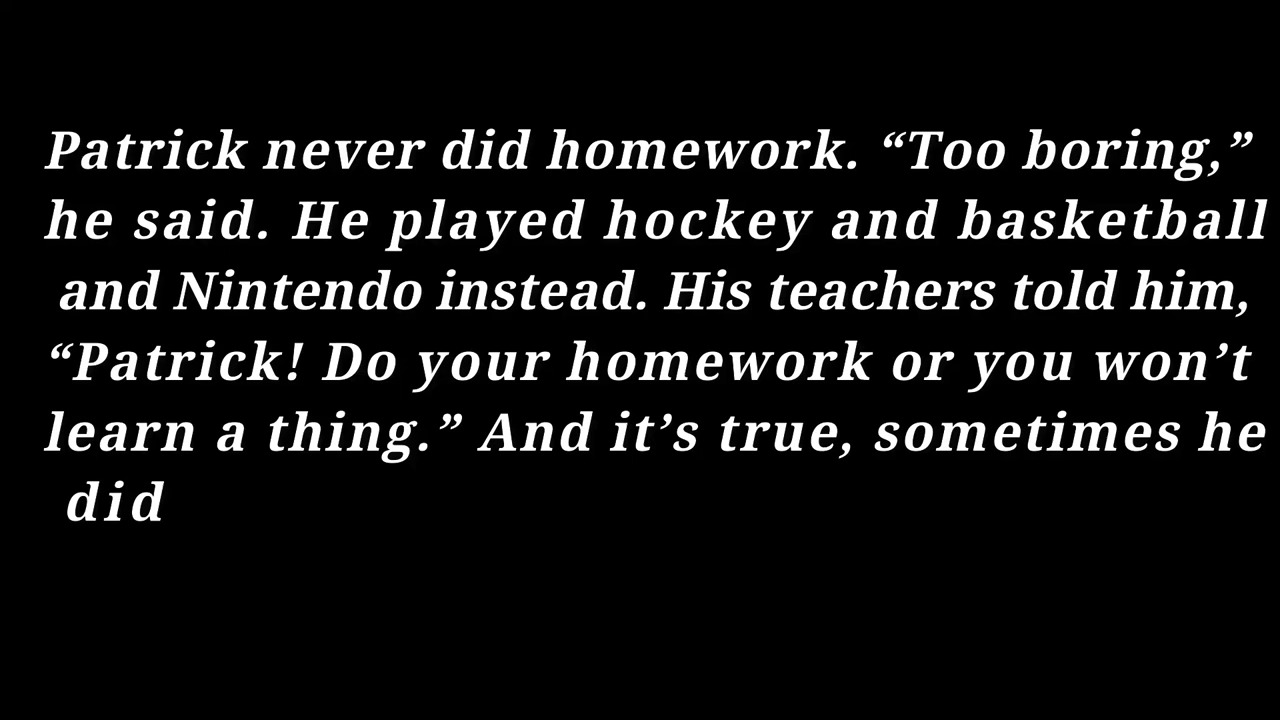 Patrick never did homework. “Too boring,”
he said. He played hockey and basketball
and Nintendo instead. His teachers told him,
“Patrick! Do your homework or you won’t
learn a thing.” And it’s true, sometimes he
did